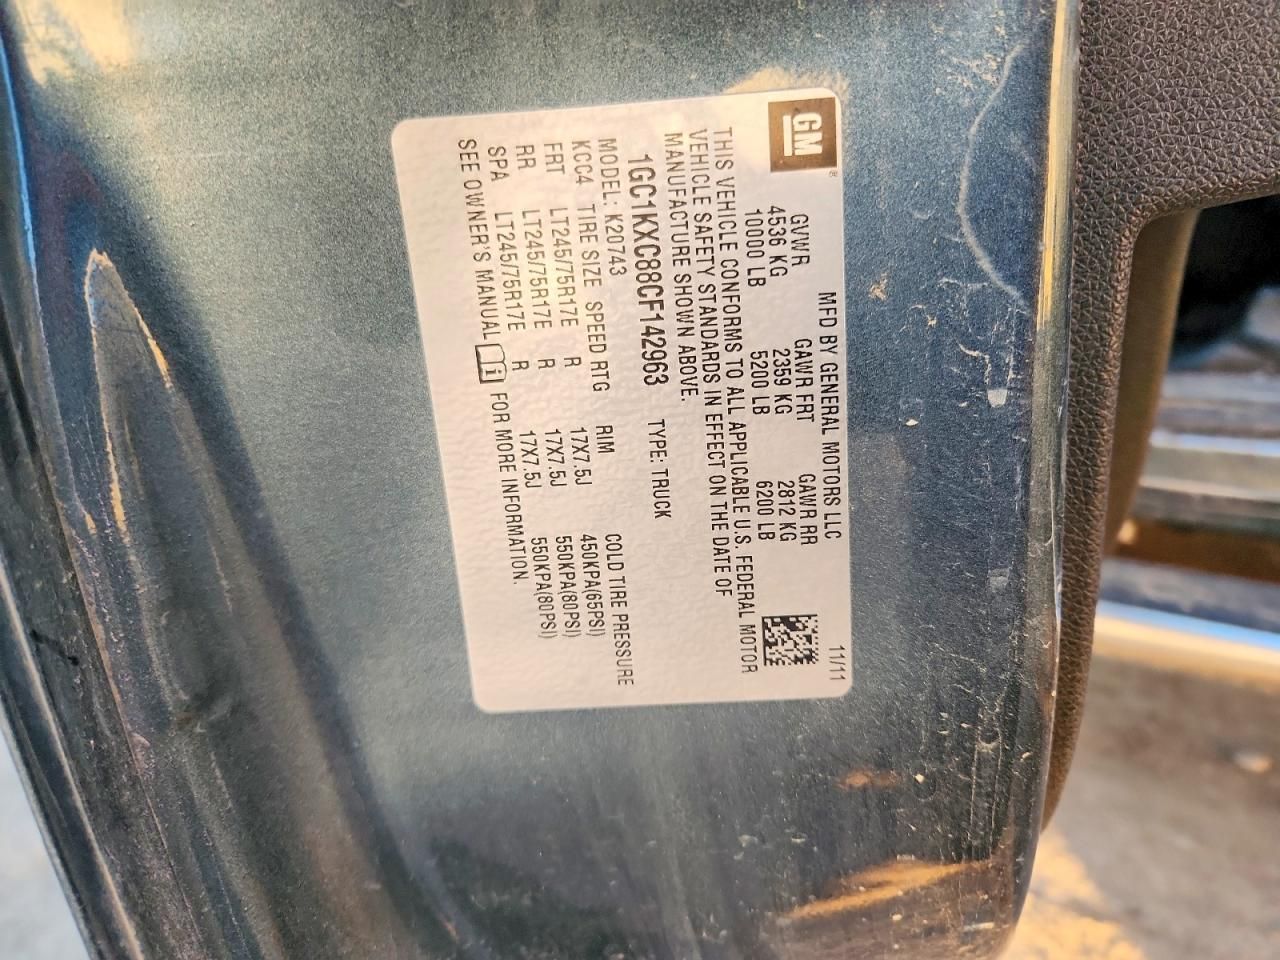 GM
MFD BY GENERAL MOTORS LLC 11/11
GVWR GAWR FRT GAWR RR
4536 KG 2359 KG 2812 KG
10000 LB 5200 LB 6200 LB
THIS VEHICLE CONFORMS TO ALL APPLICABLE U.S. FEDERAL MOTOR
VEHICLE SAFETY STANDARDS IN EFFECT ON THE DATE OF
MANUFACTURE SHOWN ABOVE.
1GC1KXC88CF142963 TYPE: TRUCK
MODEL: K20743
KCC4 TIRE SIZE SPEED RTG RIM COLD TIRE PRESSURE
FRT LT245/75R17E R 17X7.5J 450KPA(65PSI)
RR LT245/75R17E R 17X7.5J 550KPA(80PSI)
SPA LT245/75R17E R 17X7.5J 550KPA(80PSI)
SEE OWNER'S MANUAL i FOR MORE INFORMATION.